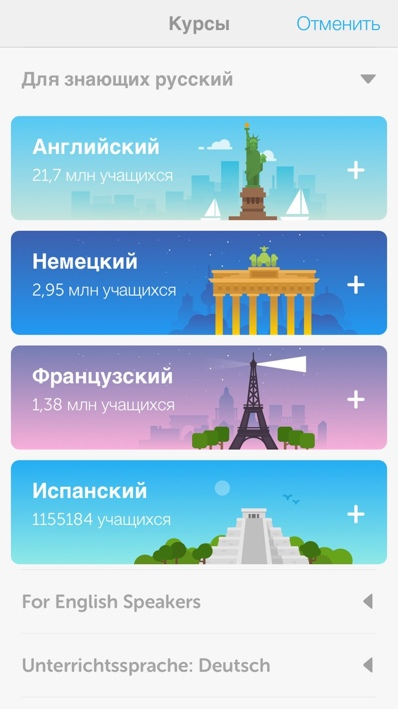 Курсы
Отменить
Для знающих русский
Английский
21,7 млн учащихся
Немецкий
2,95 млн учащихся
Французский
1,38 млн учащихся
Испанский
1155184 учащихся
For English Speakers
Unterrichtssprache: Deutsch